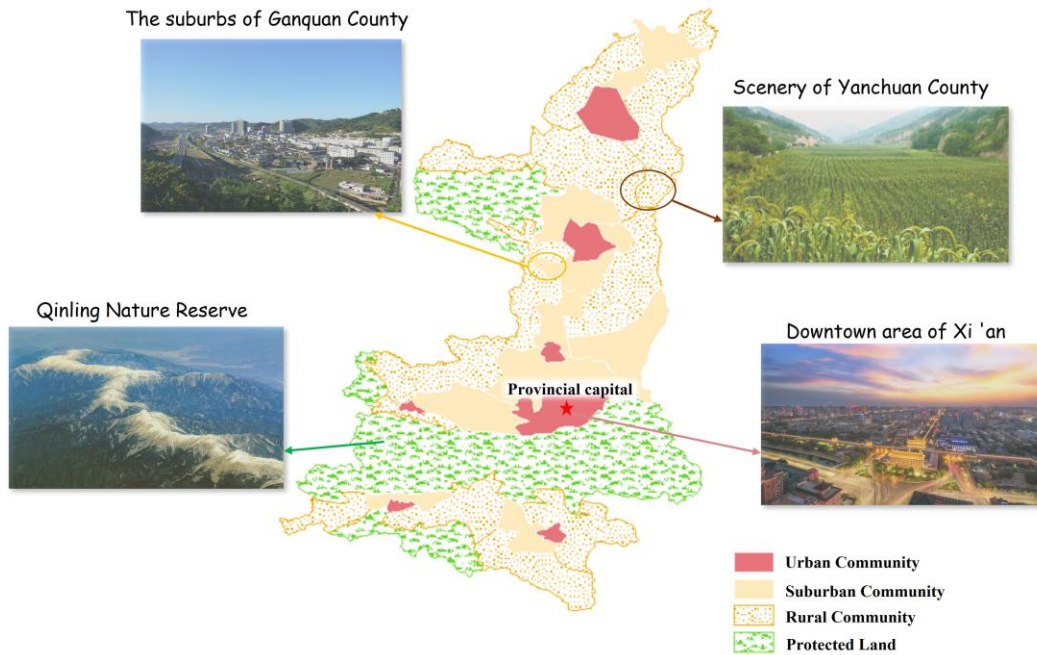 The suburbs of Ganquan County
Scenery of Yanchuan County
Qinling Nature Reserve
Downtown area of Xi 'an
Provincial capital
Urban Community
Suburban Community
Rural Community
Protected Land